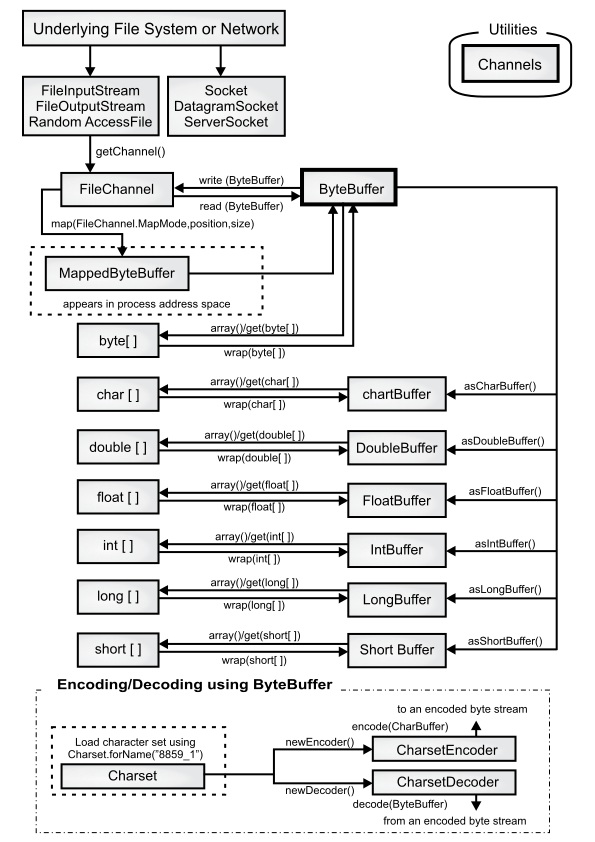 Underlying File System or Network
Utilities
Channels
FileInputStream
FileOutputStream
Random AccessFile
Socket
DatagramSocket
ServerSocket
getChannel()
FileChannel
write (ByteBuffer)
read (ByteBuffer)
ByteBuffer
map(FileChannel.MapMode,position,size)
MappedByteBuffer
appears in process address space
byte[ ]
array()/get(byte[ ])
wrap(byte[ ])
char [ ]
array()/get(char[ ])
wrap(char[ ])
chartBuffer
asCharBuffer()
double [ ]
array()/get(double[ ])
wrap(double[ ])
DoubleBuffer
asDoubleBuffer()
float [ ]
array()/get(float[ ])
wrap(float[ ])
FloatBuffer
asFloatBuffer()
int [ ]
array()/get(int[ ])
wrap(int[ ])
IntBuffer
asIntBuffer()
long [ ]
array()/get(long[ ])
wrap(long[ ])
LongBuffer
asLongBuffer()
short [ ]
array()/get(short[ ])
wrap(short[ ])
Short Buffer
asShortBuffer()
Encoding/Decoding using ByteBuffer
Load character set using
Charset.forName("8859_1")
Charset
newEncoder()
newDecoder()
to an encoded byte stream
encode(CharBuffer)
CharsetEncoder
CharsetDecoder
decode(ByteBuffer)
from an encoded byte stream